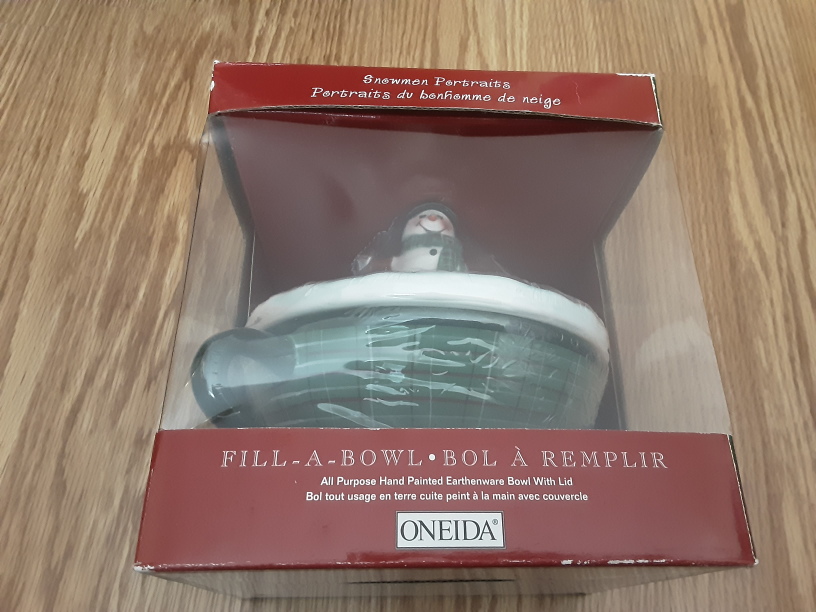 Snowmen Portraits
Portraits du bonhomme de neige
FILL-A-BOWL • BOL À REMPLIR
All Purpose Hand Painted Earthenware Bowl With Lid
Bol tout usage en terre cuite peint à la main avec couvercle
ONEIDA®